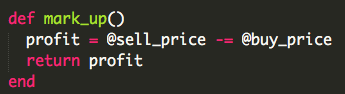 def mark_up()
  profit = @sell_price -= @buy_price
  return profit
end